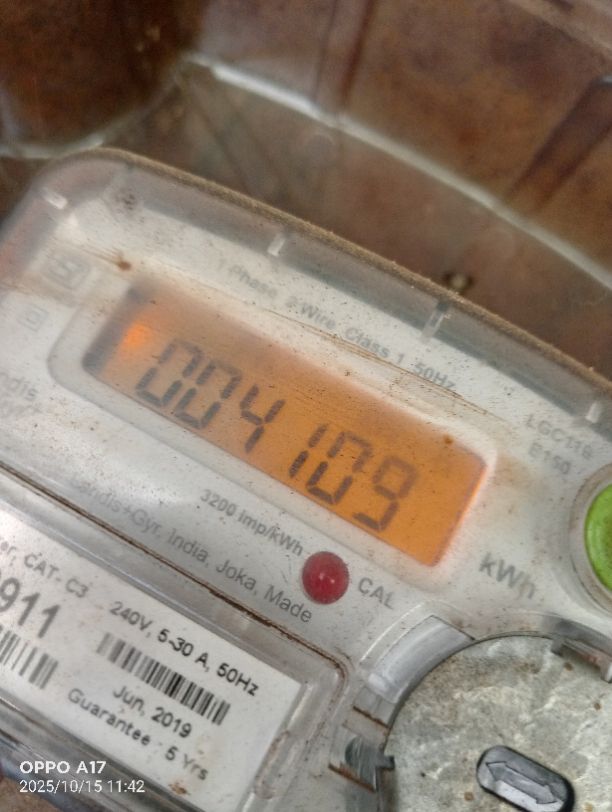 1 Phase 2 Wire Class 1 50Hz
004109
LGC116
E150
kWh
3200 Imp/kWh
CAL
Landis+Gyr, India, Joka, Made
CAT- C3
911
240V, 5-30 A, 50Hz
Jun, 2019
Guarantee : 5 Yrs
OPPO A17
2025/10/15 11:42